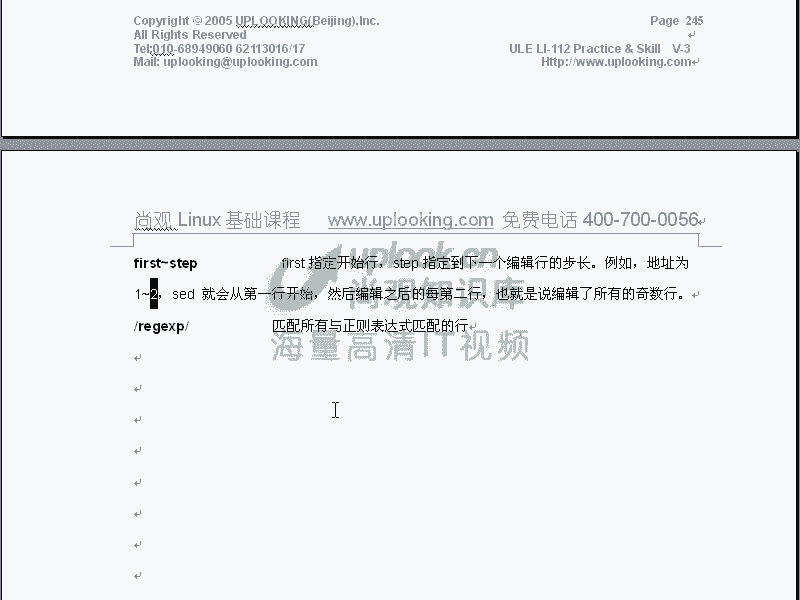 Copyright © 2005 UPLOOKING(Beijing),Inc. Page 245
All Rights Reserved
Tel:010-68949060 62113016/17 ULE LI-112 Practice & Skill V-3
Mail: uplooking@uplooking.com Http://www.uplooking.com
尚观 Linux 基础课程 www.uplooking.com 免费电话 400-700-0056
first~step first 指定开始行， step 指定到下一个编辑行的步长。例如，地址为
1~2，sed 就会从第一行开始，然后编辑之后的每第二行，也就是说编辑了所有的奇数行。
/regexp/ 匹配所有与正则表达式匹配的行
uplook.cn
尚观知识库
海量高清IT视频